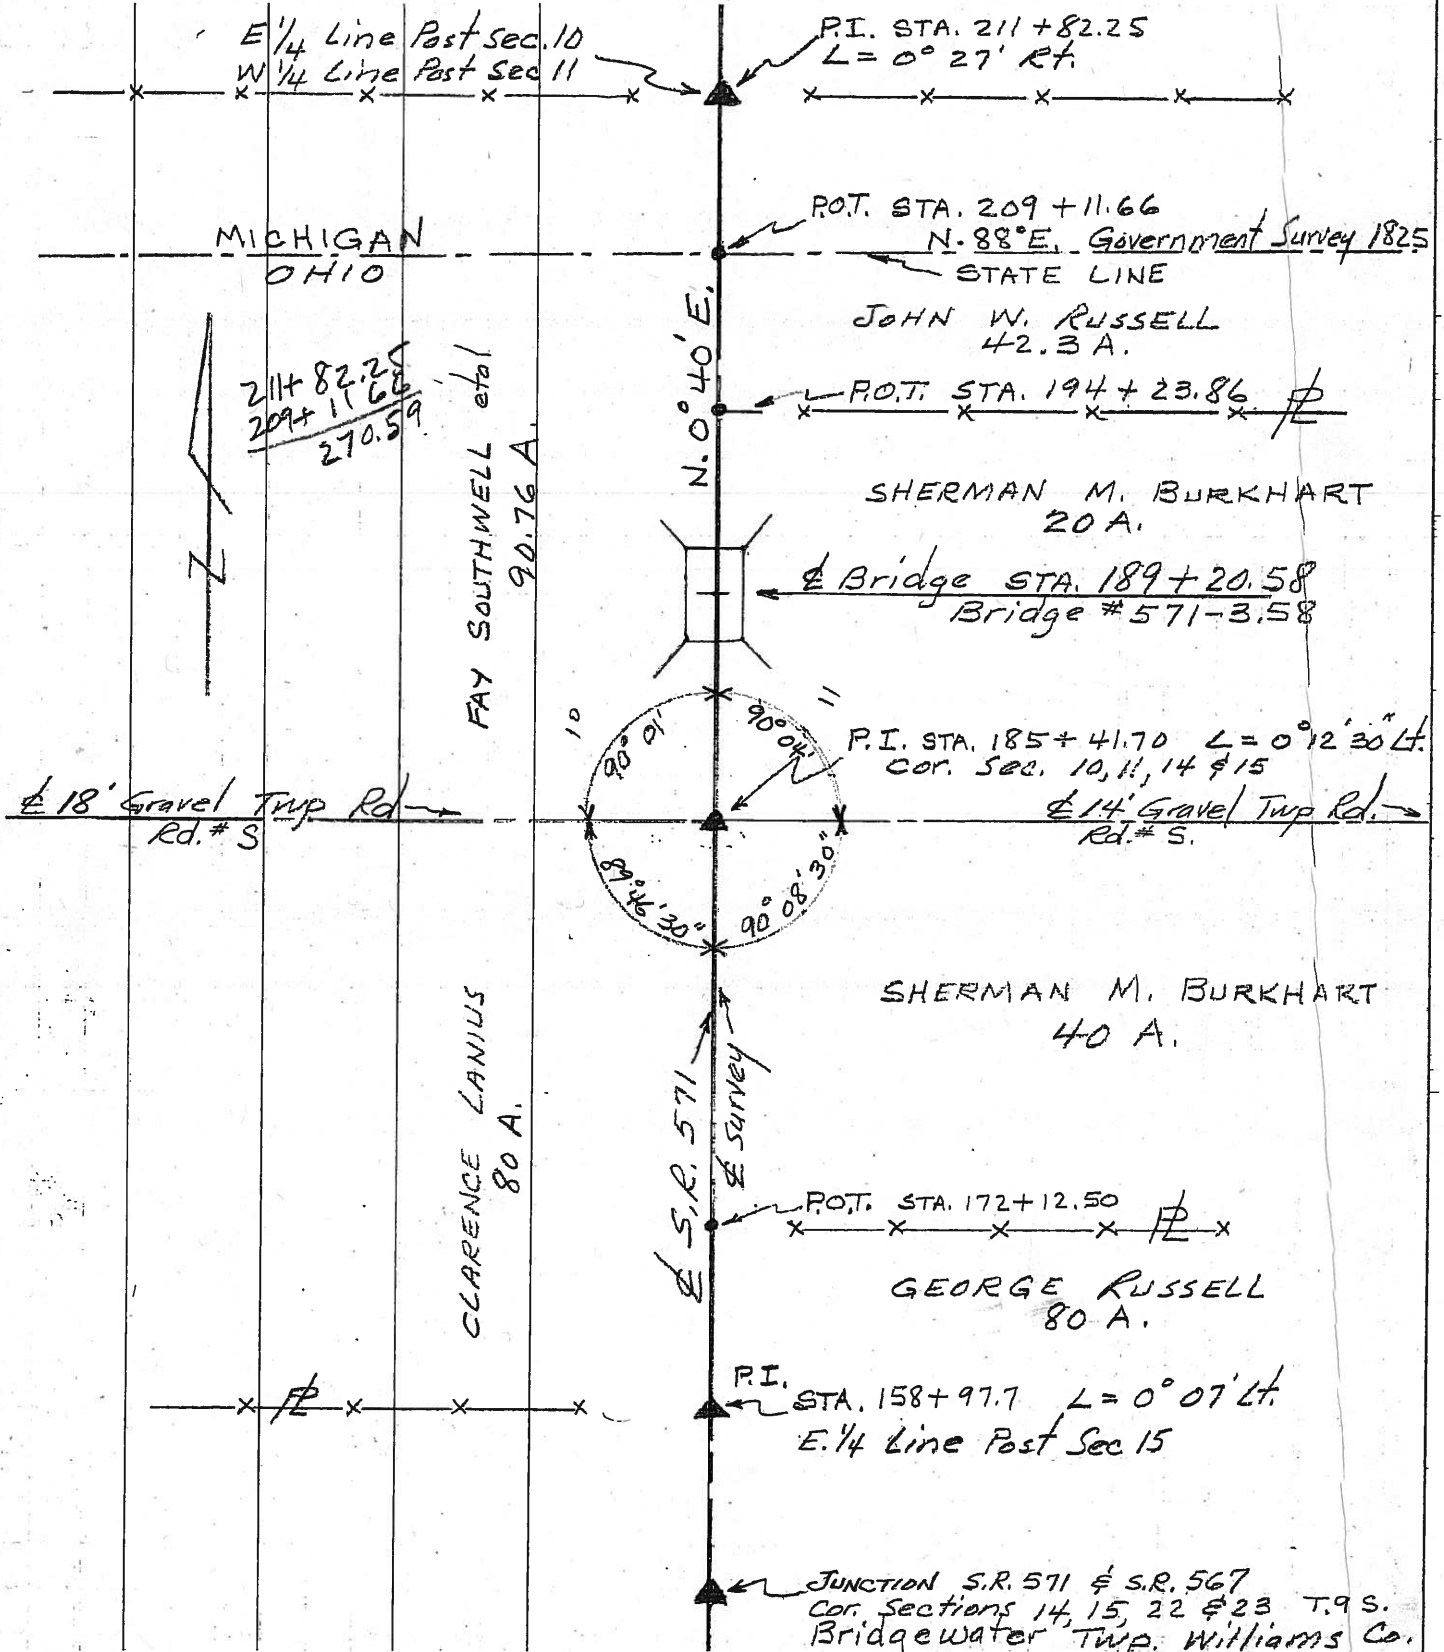 E 1/4 Line Post Sec. 10
W 1/4 Line Post Sec 11
P.I. STA. 211 + 82.25
L = 0° 27' Rt.
P.O.T. STA. 209 + 11.66
N. 88° E. Government Survey 1825
MICHIGAN
OHIO
STATE LINE
JOHN W. RUSSELL
42.3 A.
N. 0° 40' E.
211+ 82.25
209+ 11 66
270.59
P.O.T. STA. 194 + 23.86 PL
N
FAY SOUTHWELL etal
90.76 A.
SHERMAN M. BURKHART
20 A.
℄ Bridge STA. 189 + 20.58
Bridge # 571-3.58
10
11
90° 01'
90° 04'
P.I. STA. 185 + 41.70 L = 0° 12' 30" Lt.
Cor. Sec. 10, 11, 14 & 15
℄ 18' Gravel Twp Rd
Rd. # S
℄ 14' Gravel Twp Rd.
Rd. # S.
89° 46' 30"
90° 08' 30"
SHERMAN M. BURKHART
40 A.
CLARENCE LANIUS
80 A.
℄ S.R. 571
℄ Survey
P.O.T. STA. 172+12.50 PL
GEORGE RUSSELL
80 A.
PL
P.I.
STA. 158+97.7 L = 0° 07' Lt.
E. 1/4 Line Post Sec 15
JUNCTION S.R. 571 & S.R. 567
Cor. Sections 14, 15, 22 & 23 T.9 S.
Bridgewater Twp. Williams Co.